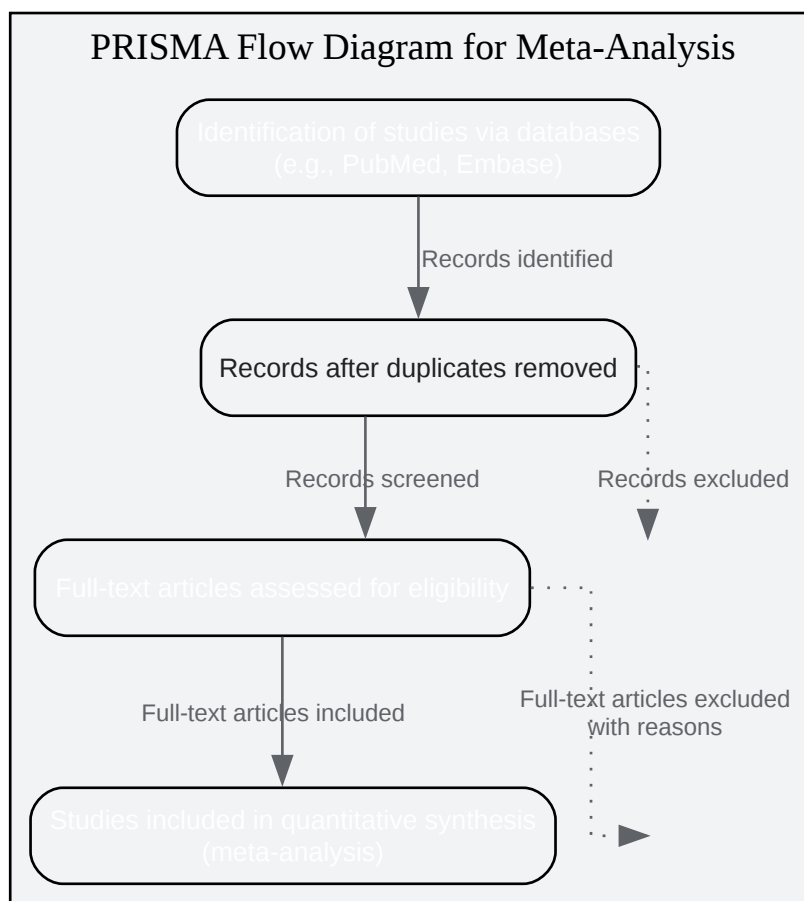 PRISMA Flow Diagram for Meta-Analysis
Identification of studies via databases
(e.g., PubMed, Embase)
Records identified
Records after duplicates removed
Records screened
Records excluded
Full-text articles assessed for eligibility
Full-text articles included
Full-text articles excluded
with reasons
Studies included in quantitative synthesis
(meta-analysis)